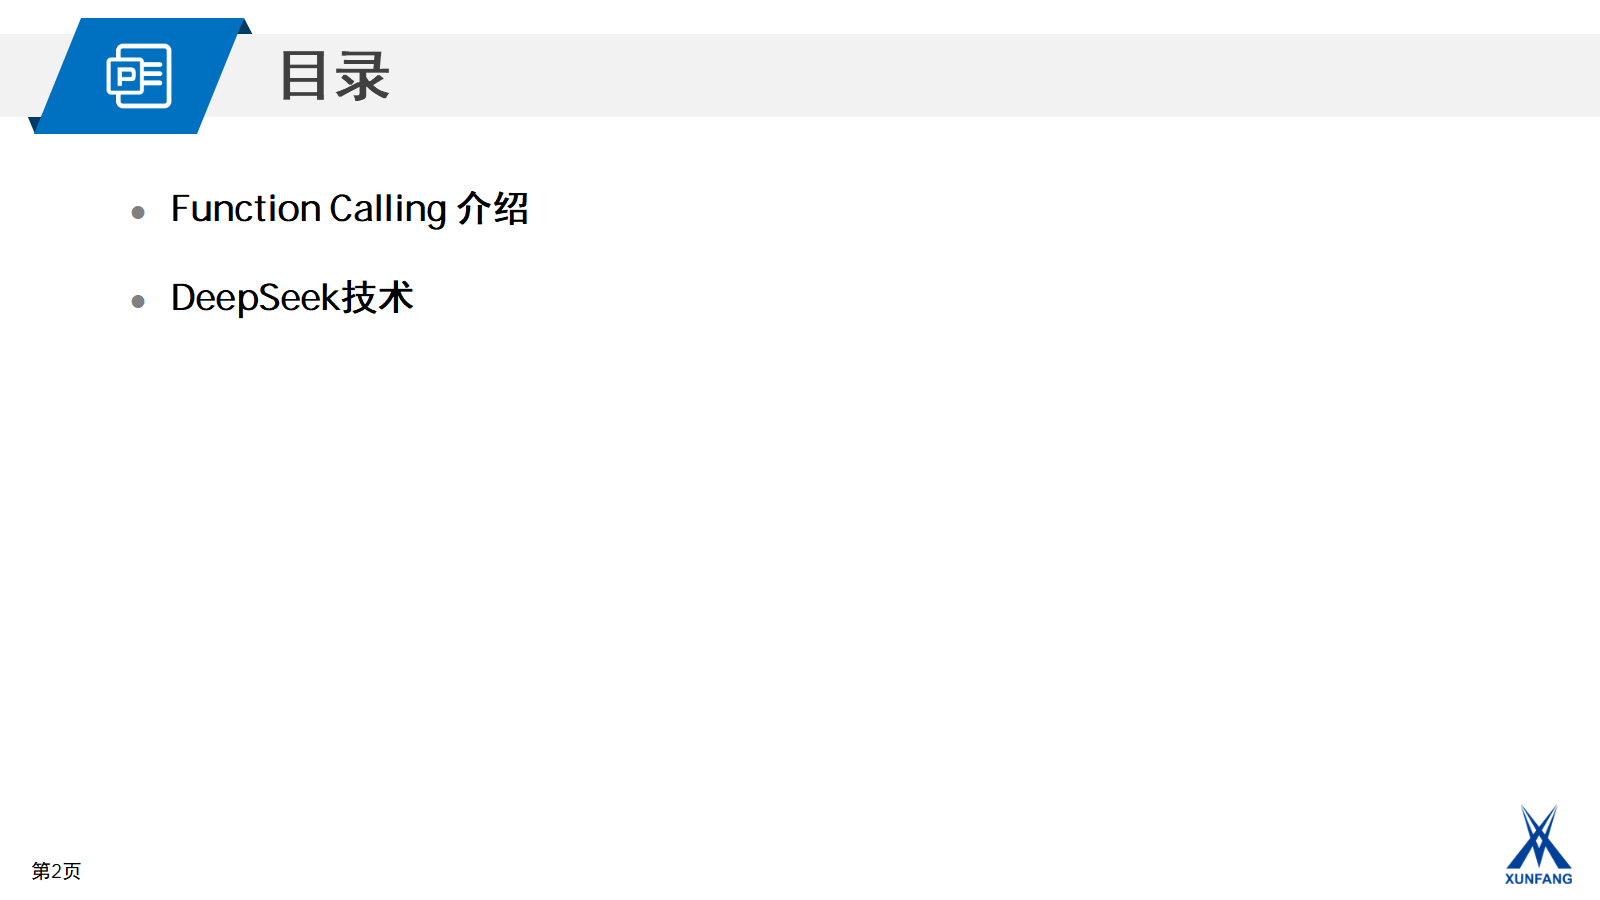 目录
Function Calling 介绍
DeepSeek技术
第2页
XUNFANG